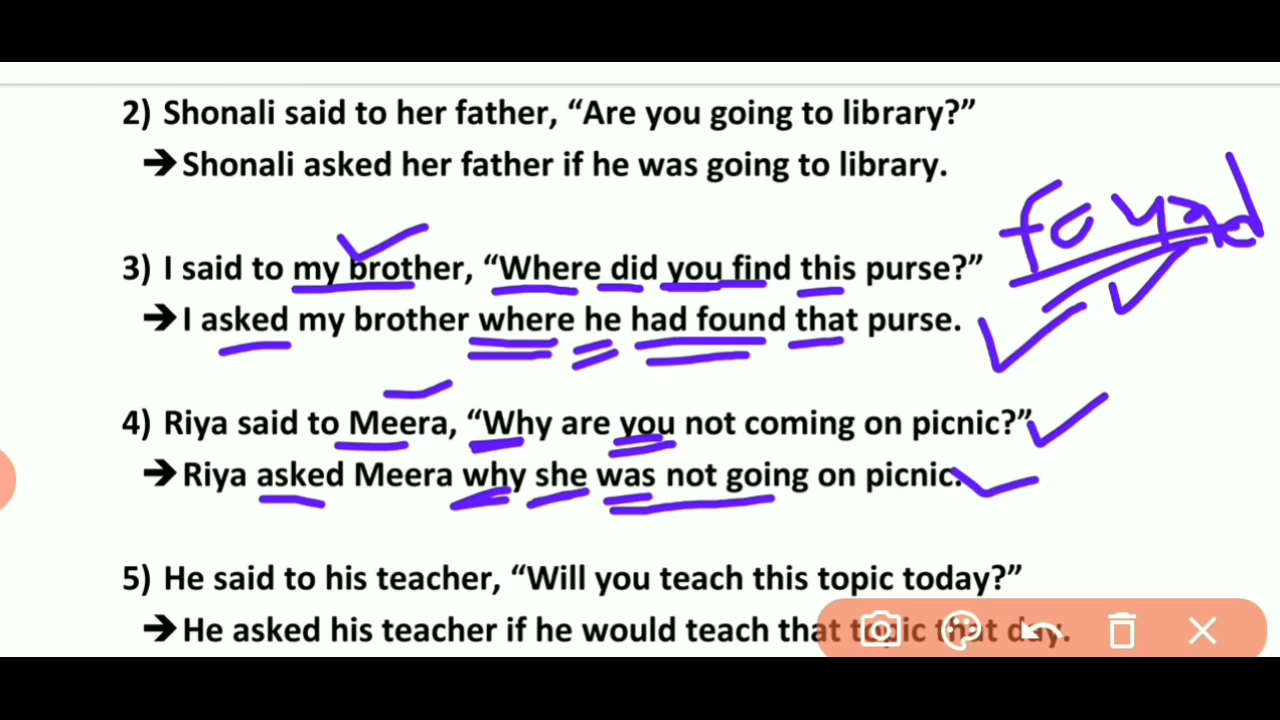 2) Shonali said to her father, “Are you going to library?”
➔ Shonali asked her father if he was going to library.
3) I said to my brother, “Where did you find this purse?”
➔ I asked my brother where he had found that purse.
4) Riya said to Meera, “Why are you not coming on picnic?”
➔ Riya asked Meera why she was not going on picnic.
5) He said to his teacher, “Will you teach this topic today?”
➔ He asked his teacher if he would teach that topic that day.